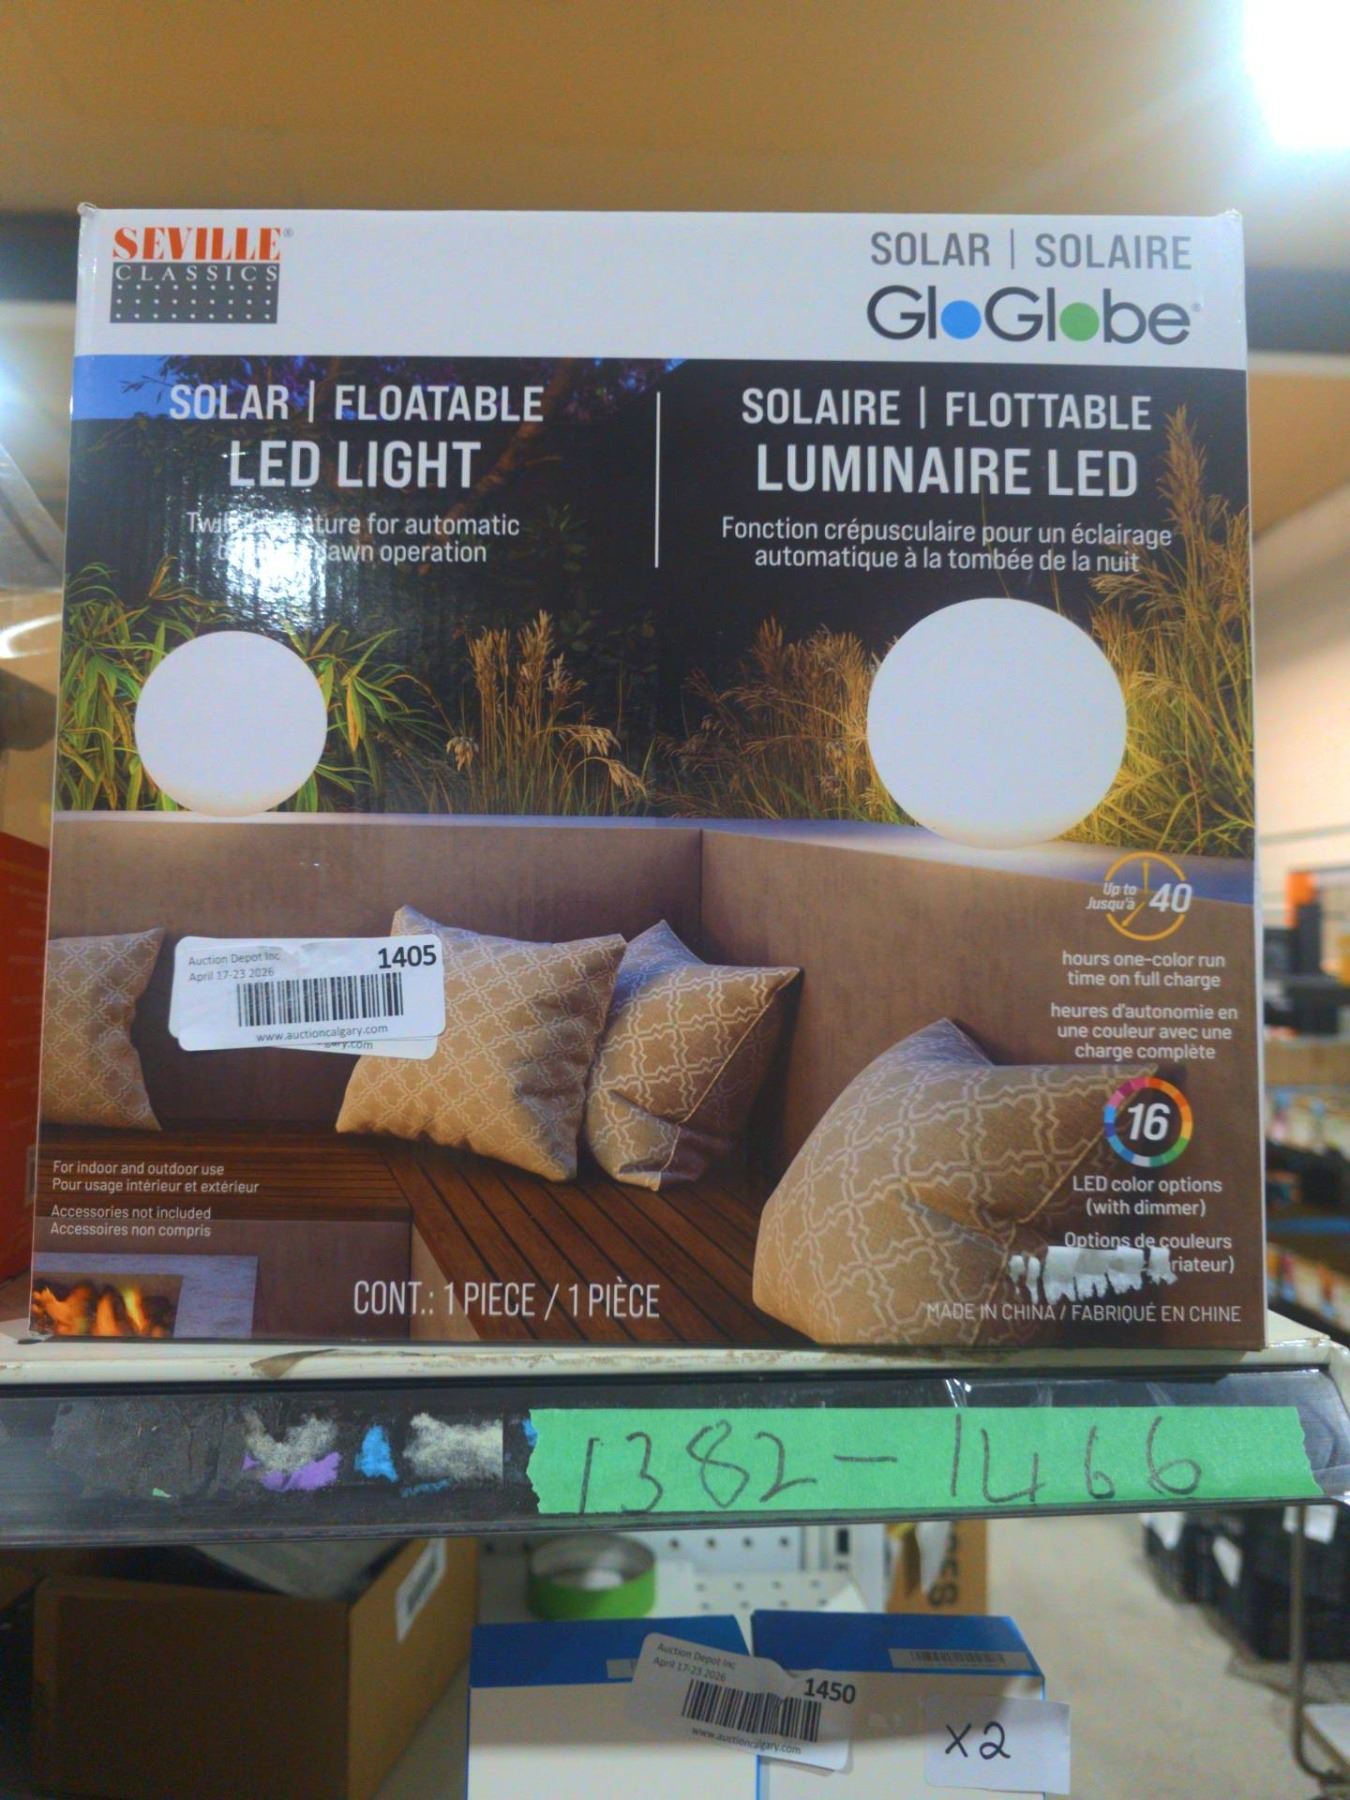 SEVILLE®
CLASSICS
SOLAR | SOLAIRE
GloGlobe®
SOLAR | FLOATABLE
LED LIGHT
for automatic
dawn operation
SOLAIRE | FLOTTABLE
LUMINAIRE LED
Fonction crépusculaire pour un éclairage
automatique à la tombée de la nuit
Up to
Jusqu'à
40
hours one-color run
time on full charge
heures d'autonomie en
une couleur avec une
charge complète
16
LED color options
(with dimmer)
Options de couleurs
MADE IN CHINA / FABRIQUÉ EN CHINE
Auction Depot Inc
April 17-23 2026
1405
www.auctioncalgary.com
For indoor and outdoor use
Pour usage intérieur et extérieur
Accessories not included
Accessoires non compris
CONT.: 1 PIECE / 1 PIÈCE
1382-1466
Auction Depot Inc
April 17-23 2026
1450
www.auctioncalgary.com
X2